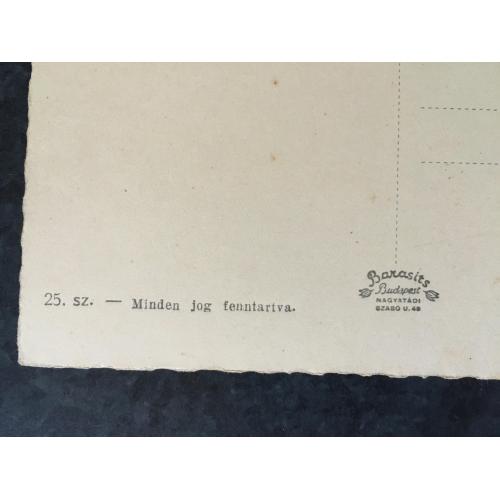 25. sz. — Minden jog fenntartva.
Barasits
Budapest
NAGYATÁDI
SZABÓ U. 48